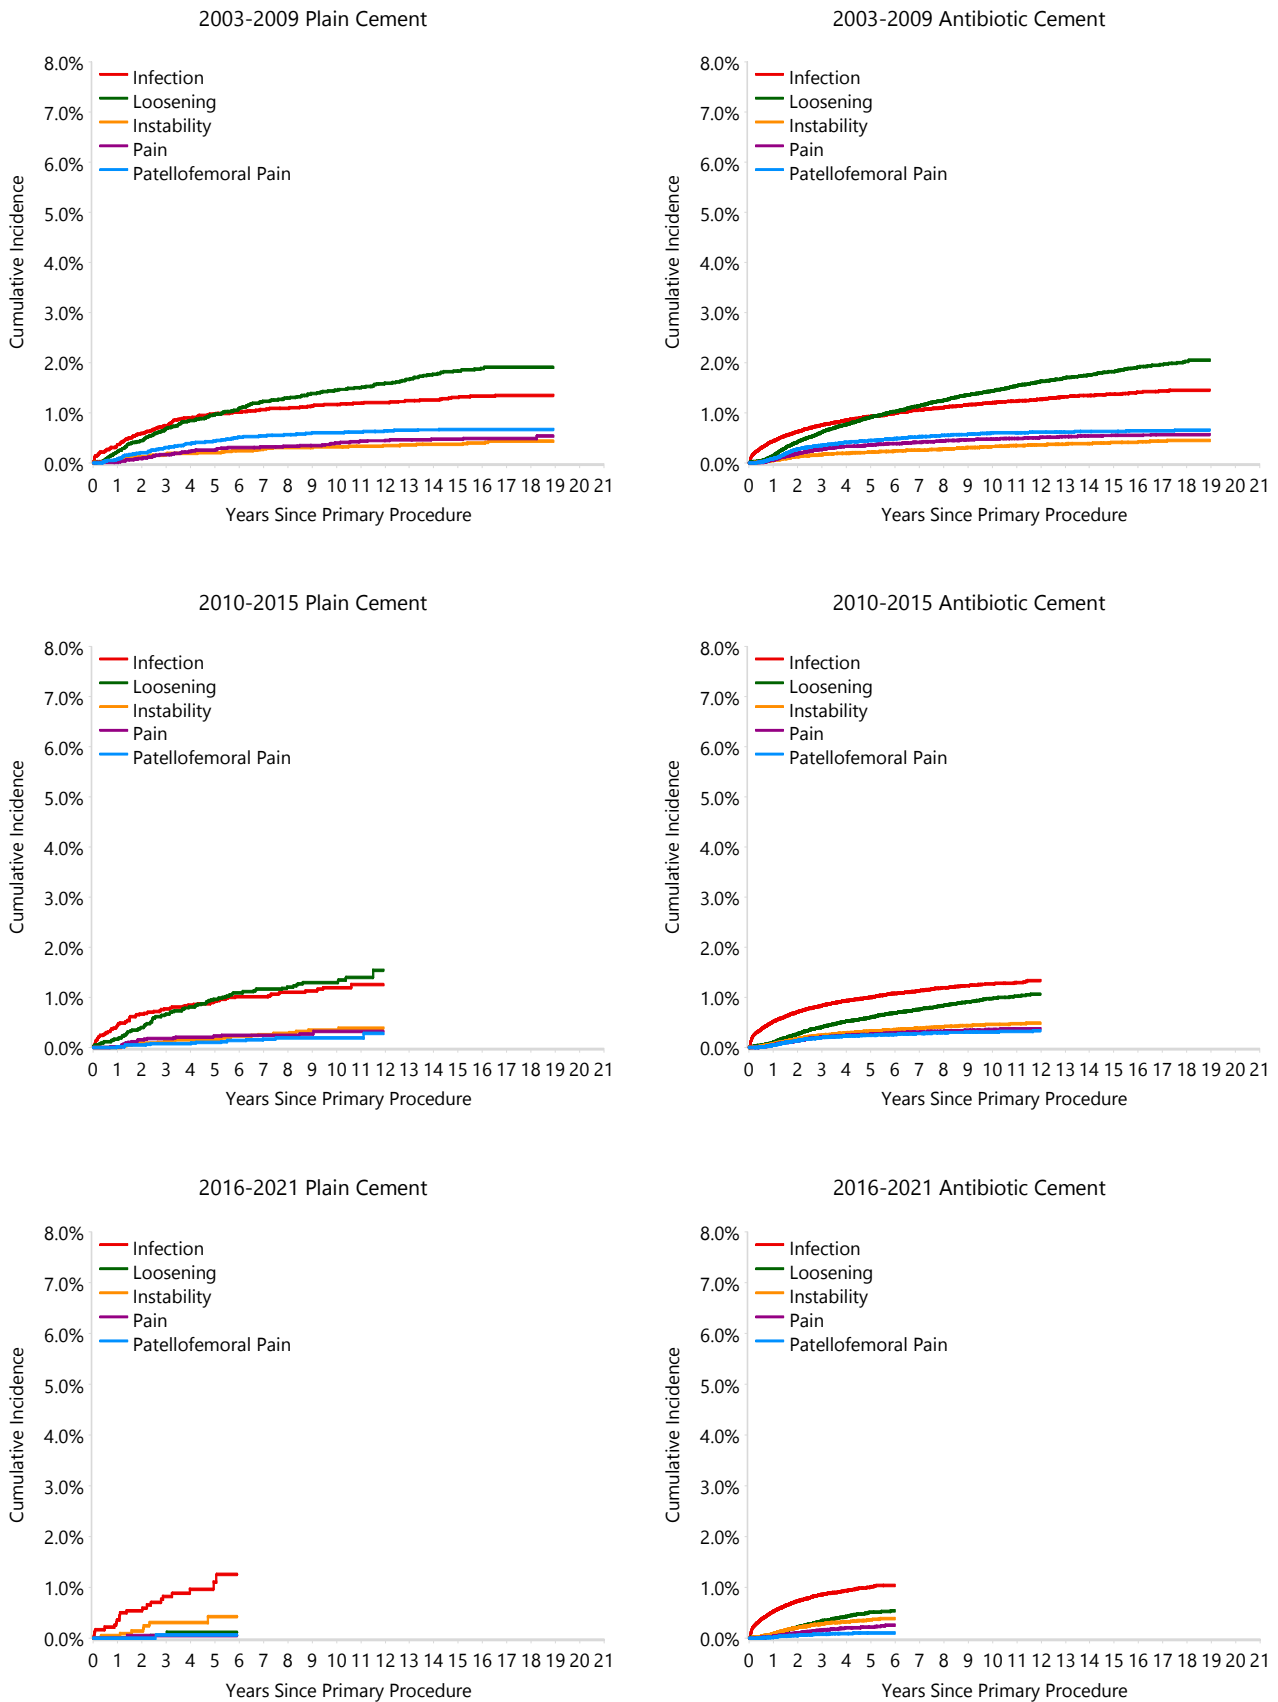 2003-2009 Plain Cement
8.0%
7.0%
6.0%
5.0%
4.0%
3.0%
2.0%
1.0%
0.0%
Cumulative Incidence
Infection
Loosening
Instability
Pain
Patellofemoral Pain
0 1 2 3 4 5 6 7 8 9 10 11 12 13 14 15 16 17 18 19 20 21
Years Since Primary Procedure
2003-2009 Antibiotic Cement
8.0%
7.0%
6.0%
5.0%
4.0%
3.0%
2.0%
1.0%
0.0%
Cumulative Incidence
Infection
Loosening
Instability
Pain
Patellofemoral Pain
0 1 2 3 4 5 6 7 8 9 10 11 12 13 14 15 16 17 18 19 20 21
Years Since Primary Procedure
2010-2015 Plain Cement
8.0%
7.0%
6.0%
5.0%
4.0%
3.0%
2.0%
1.0%
0.0%
Cumulative Incidence
Infection
Loosening
Instability
Pain
Patellofemoral Pain
0 1 2 3 4 5 6 7 8 9 10 11 12 13 14 15 16 17 18 19 20 21
Years Since Primary Procedure
2010-2015 Antibiotic Cement
8.0%
7.0%
6.0%
5.0%
4.0%
3.0%
2.0%
1.0%
0.0%
Cumulative Incidence
Infection
Loosening
Instability
Pain
Patellofemoral Pain
0 1 2 3 4 5 6 7 8 9 10 11 12 13 14 15 16 17 18 19 20 21
Years Since Primary Procedure
2016-2021 Plain Cement
8.0%
7.0%
6.0%
5.0%
4.0%
3.0%
2.0%
1.0%
0.0%
Cumulative Incidence
Infection
Loosening
Instability
Pain
Patellofemoral Pain
0 1 2 3 4 5 6 7 8 9 10 11 12 13 14 15 16 17 18 19 20 21
Years Since Primary Procedure
2016-2021 Antibiotic Cement
8.0%
7.0%
6.0%
5.0%
4.0%
3.0%
2.0%
1.0%
0.0%
Cumulative Incidence
Infection
Loosening
Instability
Pain
Patellofemoral Pain
0 1 2 3 4 5 6 7 8 9 10 11 12 13 14 15 16 17 18 19 20 21
Years Since Primary Procedure